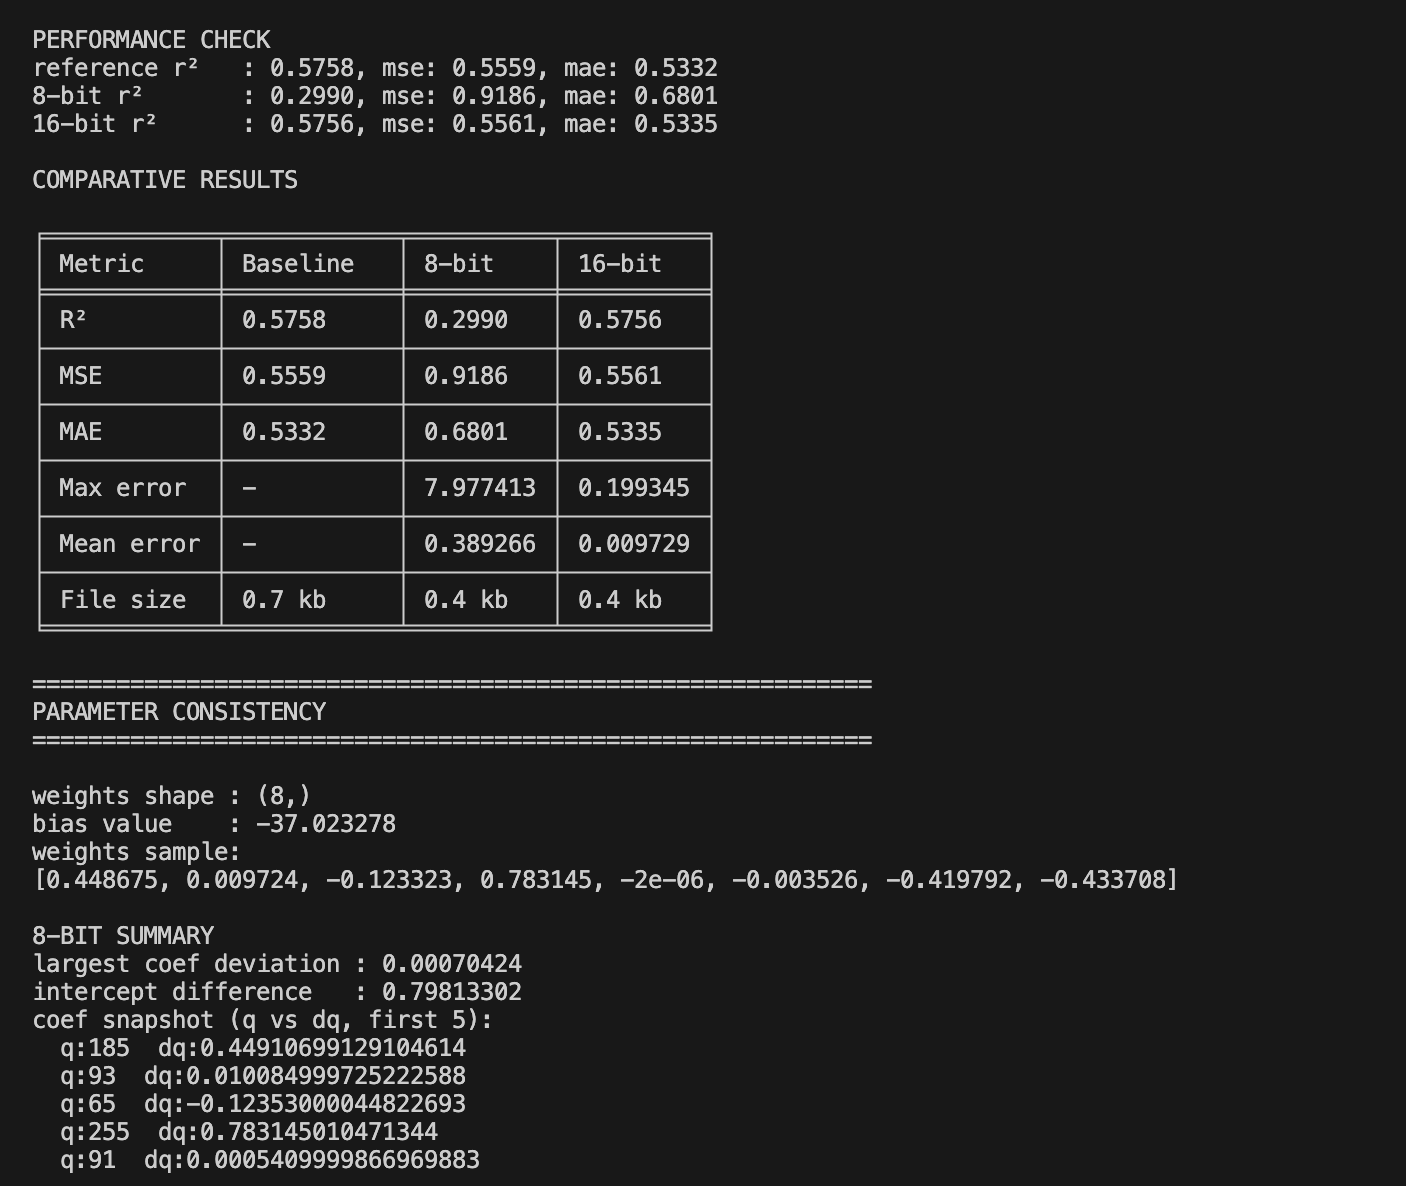 PERFORMANCE CHECK
reference r²   : 0.5758, mse: 0.5559, mae: 0.5332
8-bit r²       : 0.2990, mse: 0.9186, mae: 0.6801
16-bit r²      : 0.5756, mse: 0.5561, mae: 0.5335
COMPARATIVE RESULTS
Metric Baseline 8-bit 16-bit
R² 0.5758 0.2990 0.5756
MSE 0.5559 0.9186 0.5561
MAE 0.5332 0.6801 0.5335
Max error – 7.977413 0.199345
Mean error – 0.389266 0.009729
File size 0.7 kb 0.4 kb 0.4 kb
============================================================
PARAMETER CONSISTENCY
============================================================
weights shape : (8,)
bias value    : -37.023278
weights sample:
[0.448675, 0.009724, -0.123323, 0.783145, -2e-06, -0.003526, -0.419792, -0.433708]
8-BIT SUMMARY
largest coef deviation : 0.00070424
intercept difference   : 0.79813302
coef snapshot (q vs dq, first 5):
  q:185  dq:0.44910699129104614
  q:93  dq:0.010084999725222588
  q:65  dq:-0.12353000044822693
  q:255  dq:0.783145010471344
  q:91  dq:0.0005409999866969883